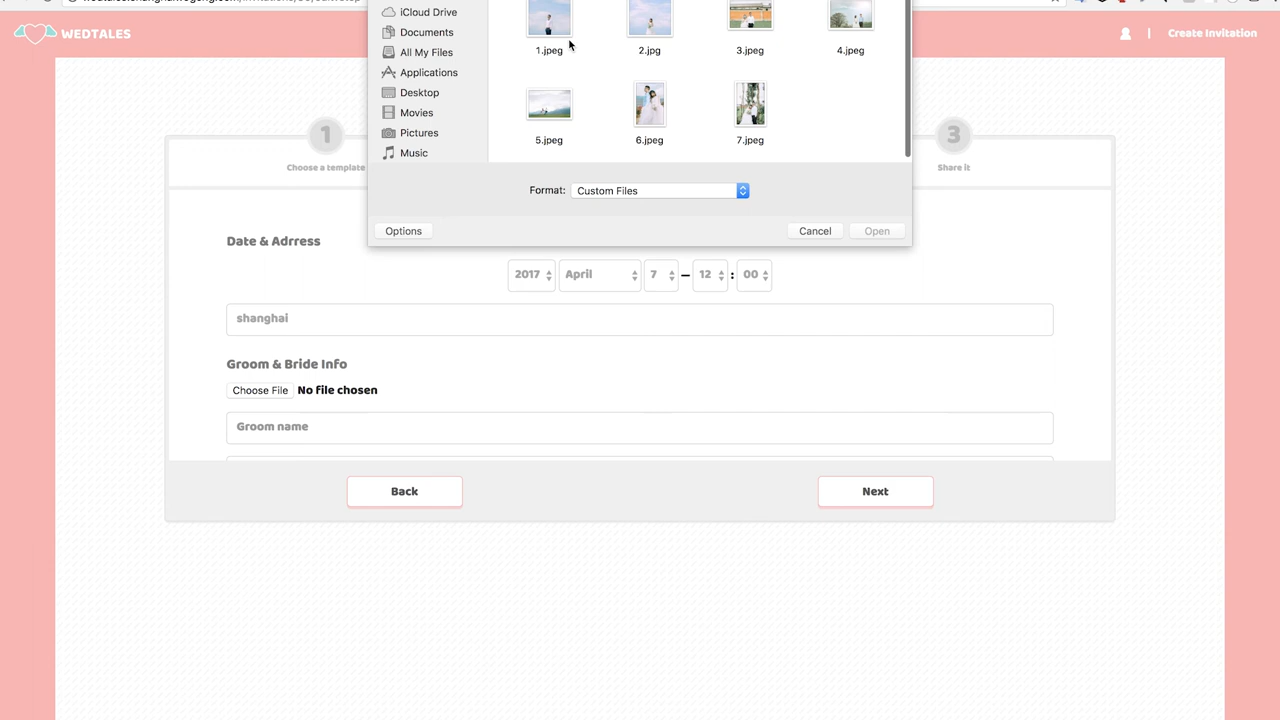 WEDTALES
Create Invitation
iCloud Drive
Documents
All My Files
Applications
Desktop
Movies
Pictures
Music
1.jpeg
2.jpg
3.jpeg
4.jpeg
5.jpeg
6.jpeg
7.jpeg
Format: Custom Files
Options
Cancel
Open
1
Choose a template
3
Share it
Date & Adrress
2017 April 7 – 12 : 00
shanghai
Groom & Bride Info
Choose File No file chosen
Groom name
Back
Next